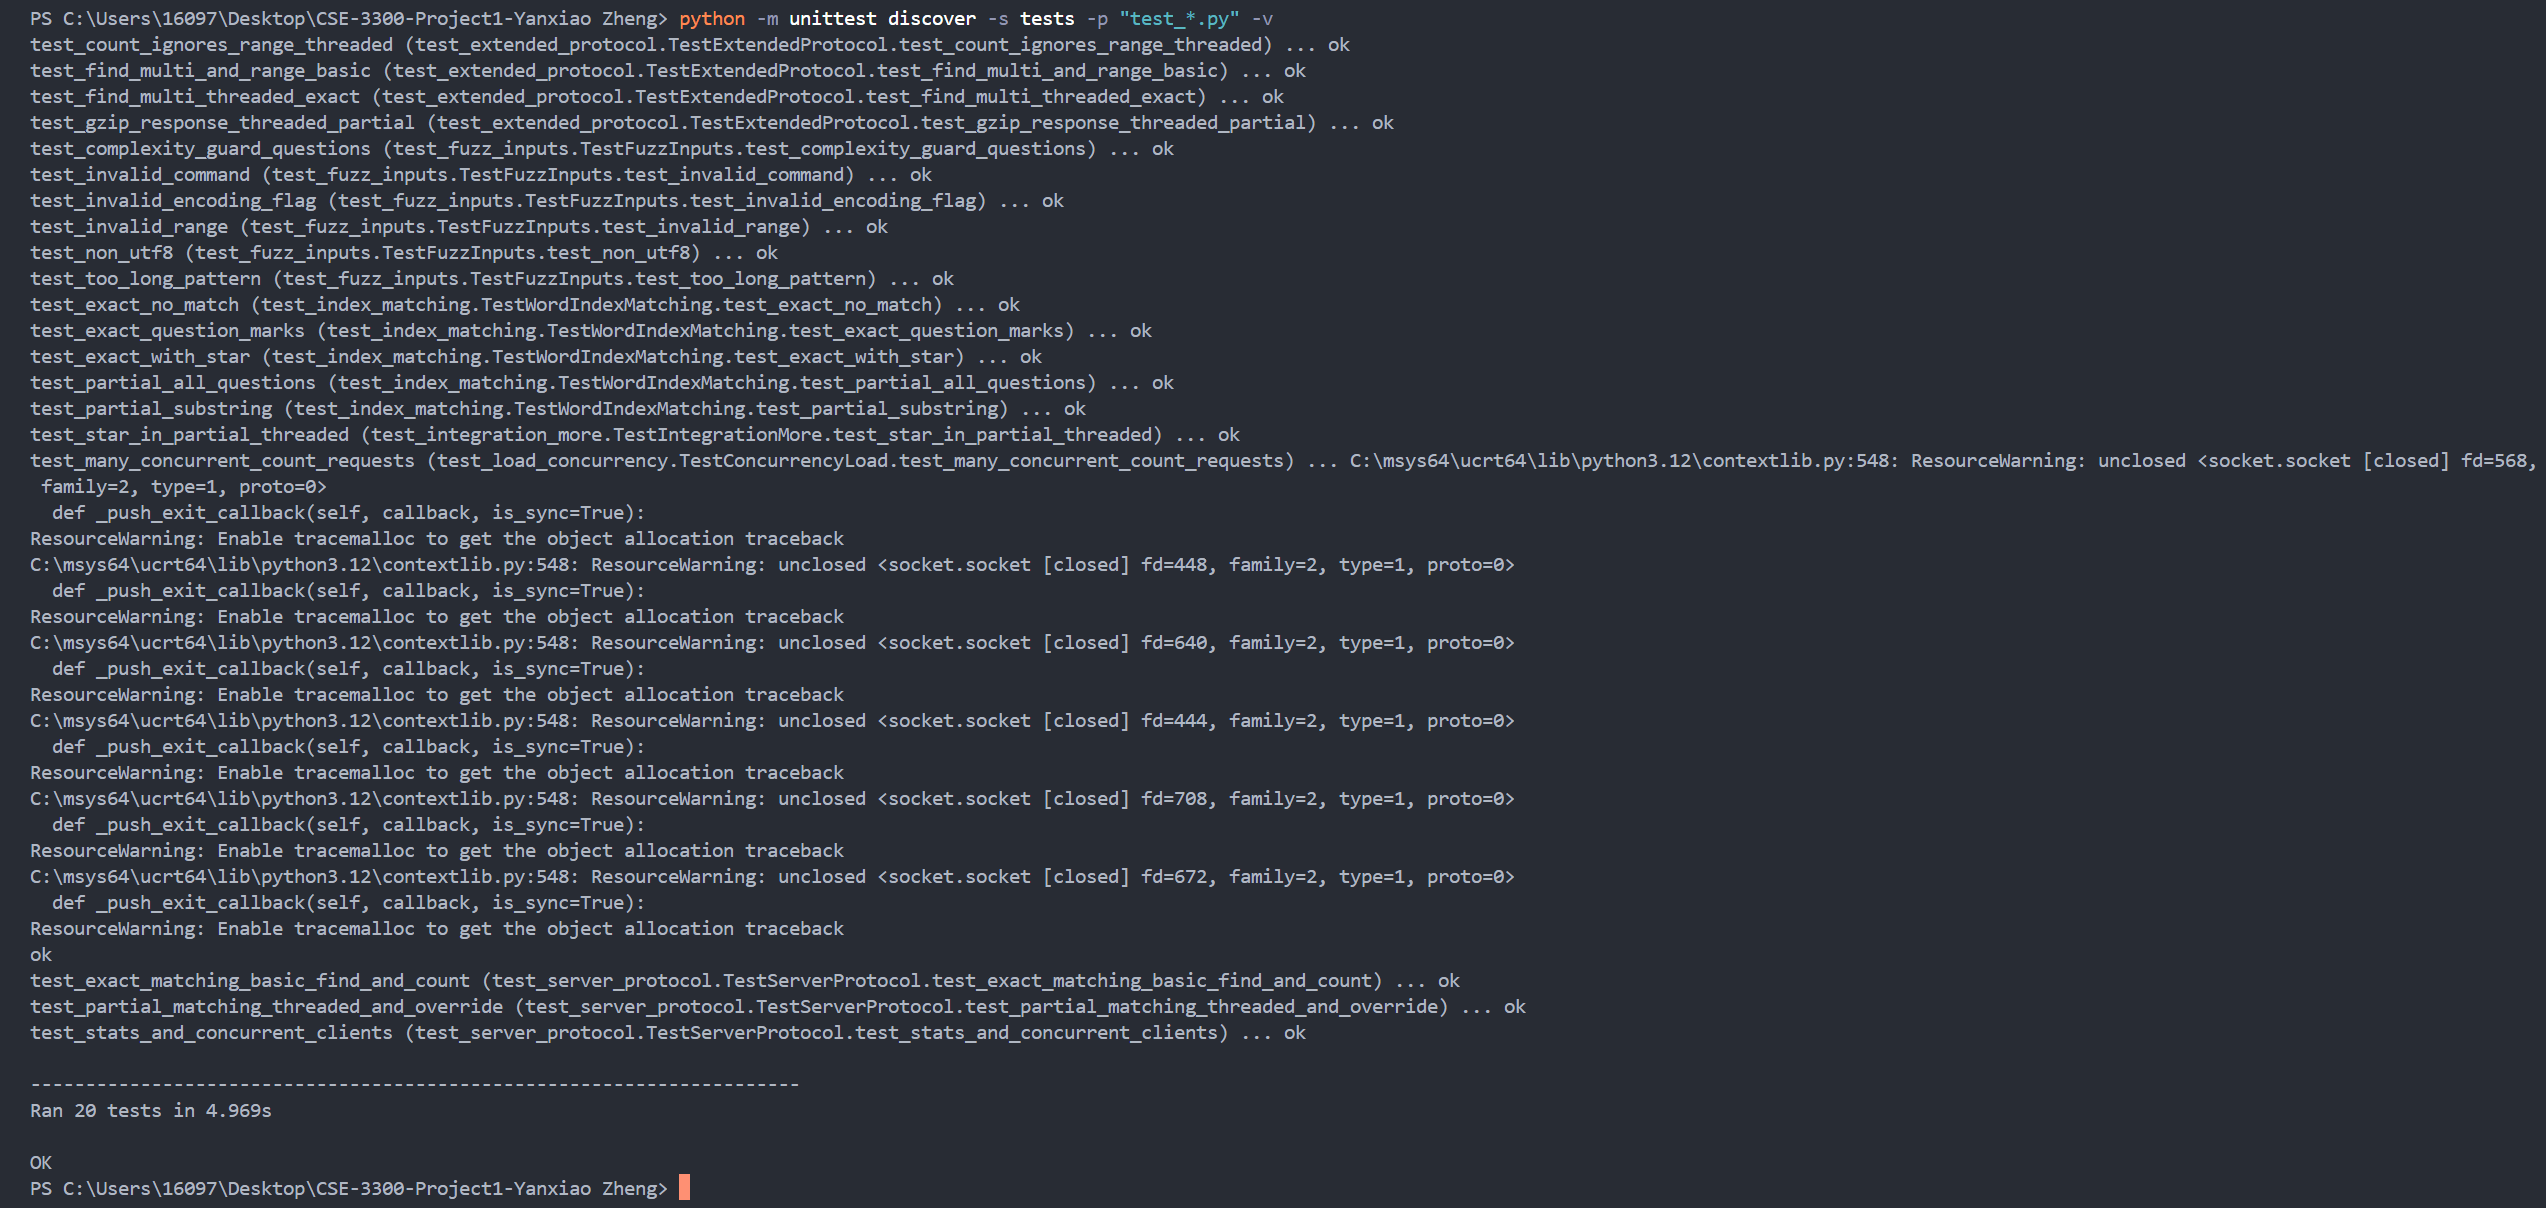 PS C:\Users\16097\Desktop\CSE-3300-Project1-Yanxiao Zheng> python -m unittest discover -s tests -p "test_*.py" -v
test_count_ignores_range_threaded (test_extended_protocol.TestExtendedProtocol.test_count_ignores_range_threaded) ... ok
test_find_multi_and_range_basic (test_extended_protocol.TestExtendedProtocol.test_find_multi_and_range_basic) ... ok
test_find_multi_threaded_exact (test_extended_protocol.TestExtendedProtocol.test_find_multi_threaded_exact) ... ok
test_gzip_response_threaded_partial (test_extended_protocol.TestExtendedProtocol.test_gzip_response_threaded_partial) ... ok
test_complexity_guard_questions (test_fuzz_inputs.TestFuzzInputs.test_complexity_guard_questions) ... ok
test_invalid_command (test_fuzz_inputs.TestFuzzInputs.test_invalid_command) ... ok
test_invalid_encoding_flag (test_fuzz_inputs.TestFuzzInputs.test_invalid_encoding_flag) ... ok
test_invalid_range (test_fuzz_inputs.TestFuzzInputs.test_invalid_range) ... ok
test_non_utf8 (test_fuzz_inputs.TestFuzzInputs.test_non_utf8) ... ok
test_too_long_pattern (test_fuzz_inputs.TestFuzzInputs.test_too_long_pattern) ... ok
test_exact_no_match (test_index_matching.TestWordIndexMatching.test_exact_no_match) ... ok
test_exact_question_marks (test_index_matching.TestWordIndexMatching.test_exact_question_marks) ... ok
test_exact_with_star (test_index_matching.TestWordIndexMatching.test_exact_with_star) ... ok
test_partial_all_questions (test_index_matching.TestWordIndexMatching.test_partial_all_questions) ... ok
test_partial_substring (test_index_matching.TestWordIndexMatching.test_partial_substring) ... ok
test_star_in_partial_threaded (test_integration_more.TestIntegrationMore.test_star_in_partial_threaded) ... ok
test_many_concurrent_count_requests (test_load_concurrency.TestConcurrencyLoad.test_many_concurrent_count_requests) ... C:\msys64\ucrt64\lib\python3.12\contextlib.py:548: ResourceWarning: unclosed <socket.socket [closed] fd=568,
 family=2, type=1, proto=0>
  def _push_exit_callback(self, callback, is_sync=True):
ResourceWarning: Enable tracemalloc to get the object allocation traceback
C:\msys64\ucrt64\lib\python3.12\contextlib.py:548: ResourceWarning: unclosed <socket.socket [closed] fd=448, family=2, type=1, proto=0>
  def _push_exit_callback(self, callback, is_sync=True):
ResourceWarning: Enable tracemalloc to get the object allocation traceback
C:\msys64\ucrt64\lib\python3.12\contextlib.py:548: ResourceWarning: unclosed <socket.socket [closed] fd=640, family=2, type=1, proto=0>
  def _push_exit_callback(self, callback, is_sync=True):
ResourceWarning: Enable tracemalloc to get the object allocation traceback
C:\msys64\ucrt64\lib\python3.12\contextlib.py:548: ResourceWarning: unclosed <socket.socket [closed] fd=444, family=2, type=1, proto=0>
  def _push_exit_callback(self, callback, is_sync=True):
ResourceWarning: Enable tracemalloc to get the object allocation traceback
C:\msys64\ucrt64\lib\python3.12\contextlib.py:548: ResourceWarning: unclosed <socket.socket [closed] fd=708, family=2, type=1, proto=0>
  def _push_exit_callback(self, callback, is_sync=True):
ResourceWarning: Enable tracemalloc to get the object allocation traceback
C:\msys64\ucrt64\lib\python3.12\contextlib.py:548: ResourceWarning: unclosed <socket.socket [closed] fd=672, family=2, type=1, proto=0>
  def _push_exit_callback(self, callback, is_sync=True):
ResourceWarning: Enable tracemalloc to get the object allocation traceback
ok
test_exact_matching_basic_find_and_count (test_server_protocol.TestServerProtocol.test_exact_matching_basic_find_and_count) ... ok
test_partial_matching_threaded_and_override (test_server_protocol.TestServerProtocol.test_partial_matching_threaded_and_override) ... ok
test_stats_and_concurrent_clients (test_server_protocol.TestServerProtocol.test_stats_and_concurrent_clients) ... ok
----------------------------------------------------------------------
Ran 20 tests in 4.969s
OK
PS C:\Users\16097\Desktop\CSE-3300-Project1-Yanxiao Zheng>